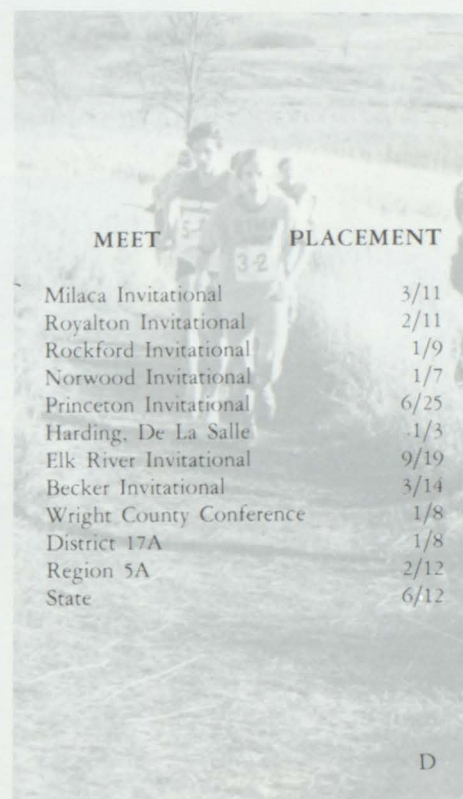 MEET PLACEMENT
Milaca Invitational 3/11
Royalton Invitational 2/11
Rockford Invitational 1/9
Norwood Invitational 1/7
Princeton Invitational 6/25
Harding, De La Salle 1/3
Elk River Invitational 9/19
Becker Invitational 3/14
Wright County Conference 1/8
District 17A 1/8
Region 5A 2/12
State 6/12
3-2
D